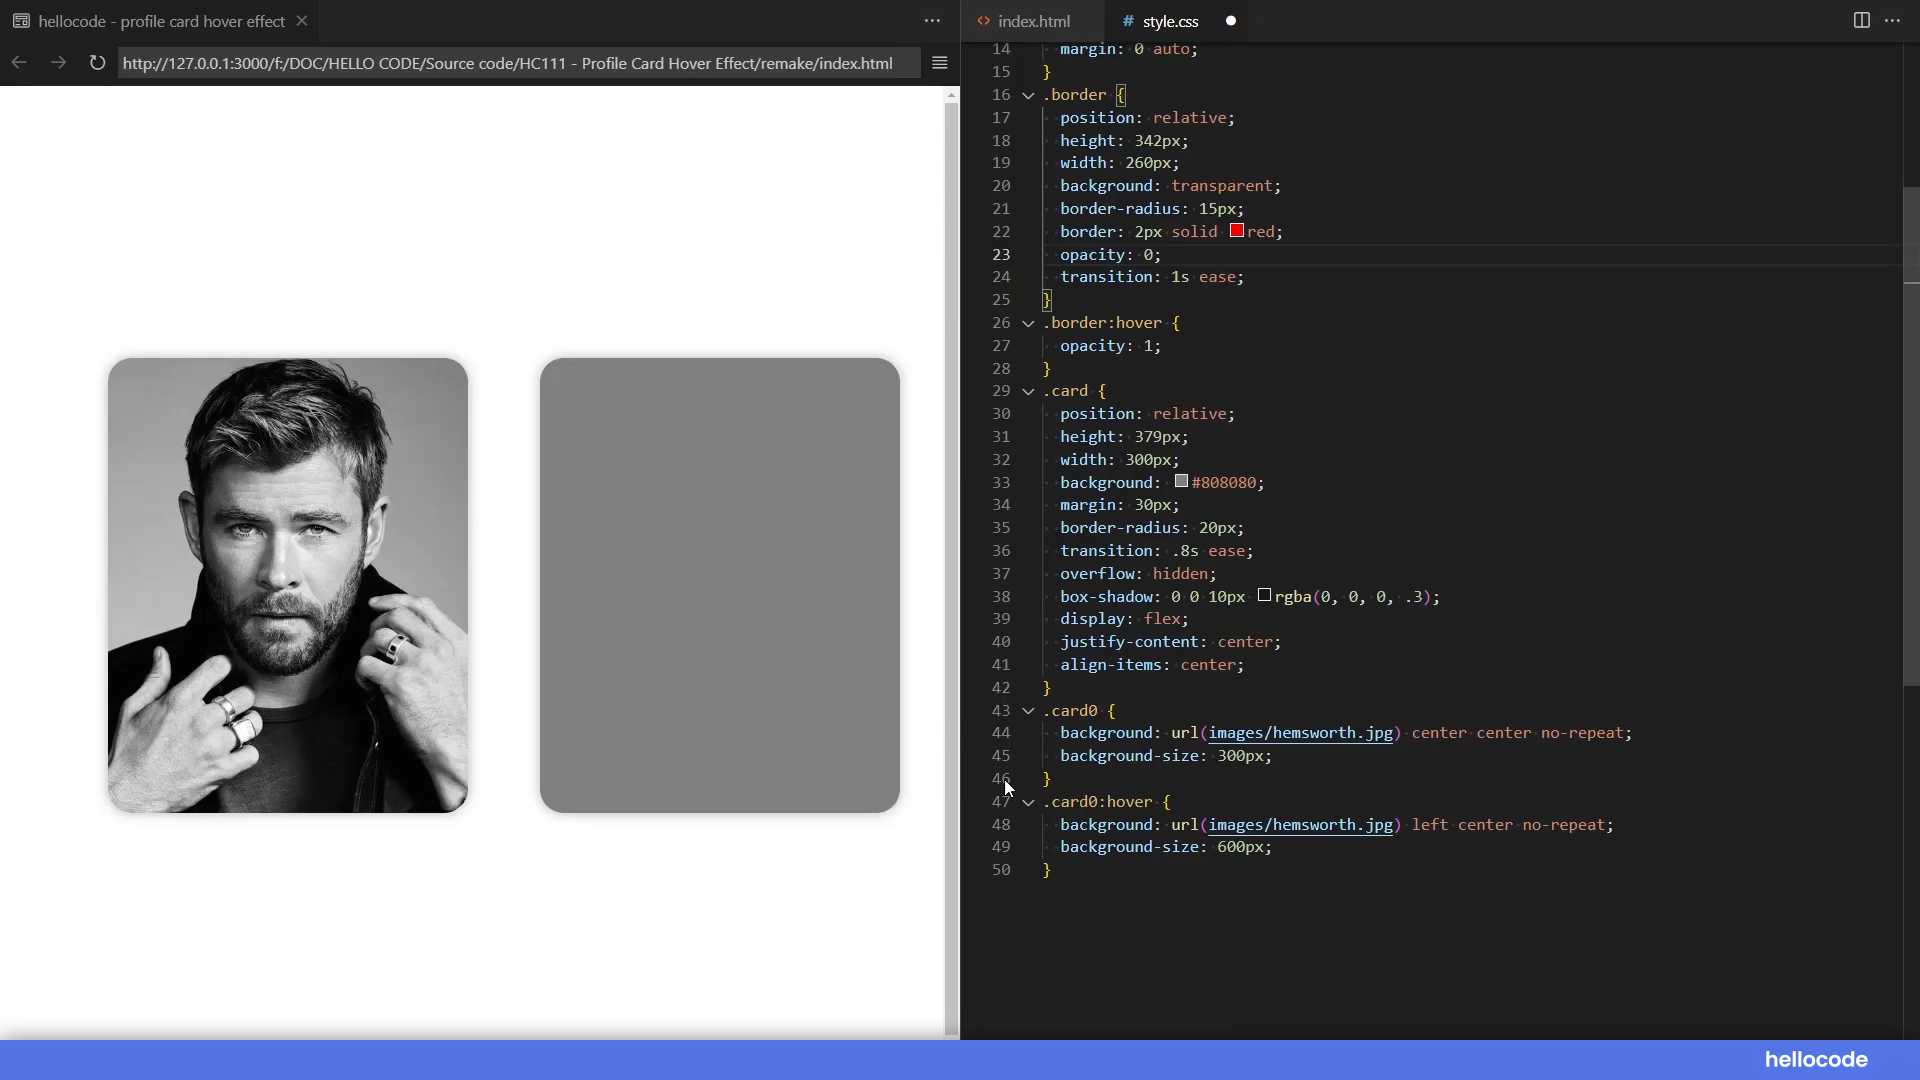 hellocode - profile card hover effect
http://127.0.0.1:3000/f:/DOC/HELLO CODE/Source code/HC111 - Profile Card Hover Effect/remake/index.html
index.html
# style.css
14 margin: 0 auto;
15 }
16 .border {
17 position: relative;
18 height: 342px;
19 width: 260px;
20 background: transparent;
21 border-radius: 15px;
22 border: 2px solid red;
23 opacity: 0;
24 transition: 1s ease;
25 }
26 .border:hover {
27 opacity: 1;
28 }
29 .card {
30 position: relative;
31 height: 379px;
32 width: 300px;
33 background: #808080;
34 margin: 30px;
35 border-radius: 20px;
36 transition: .8s ease;
37 overflow: hidden;
38 box-shadow: 0 0 10px rgba(0, 0, 0, .3);
39 display: flex;
40 justify-content: center;
41 align-items: center;
42 }
43 .card0 {
44 background: url(images/hemsworth.jpg) center center no-repeat;
45 background-size: 300px;
46 }
47 .card0:hover {
48 background: url(images/hemsworth.jpg) left center no-repeat;
49 background-size: 600px;
50 }
hellocode